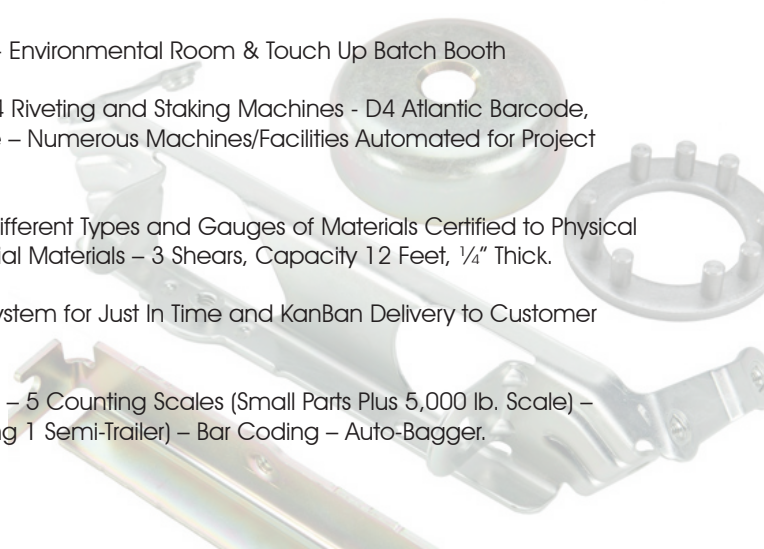 - Environmental Room & Touch Up Batch Booth
4 Riveting and Staking Machines - D4 Atlantic Barcode,
– Numerous Machines/Facilities Automated for Project
Different Types and Gauges of Materials Certified to Physical
Materials – 3 Shears, Capacity 12 Feet, ¼” Thick.
System for Just In Time and KanBan Delivery to Customer
– 5 Counting Scales (Small Parts Plus 5,000 lb. Scale) –
1 Semi-Trailer) – Bar Coding – Auto-Bagger.